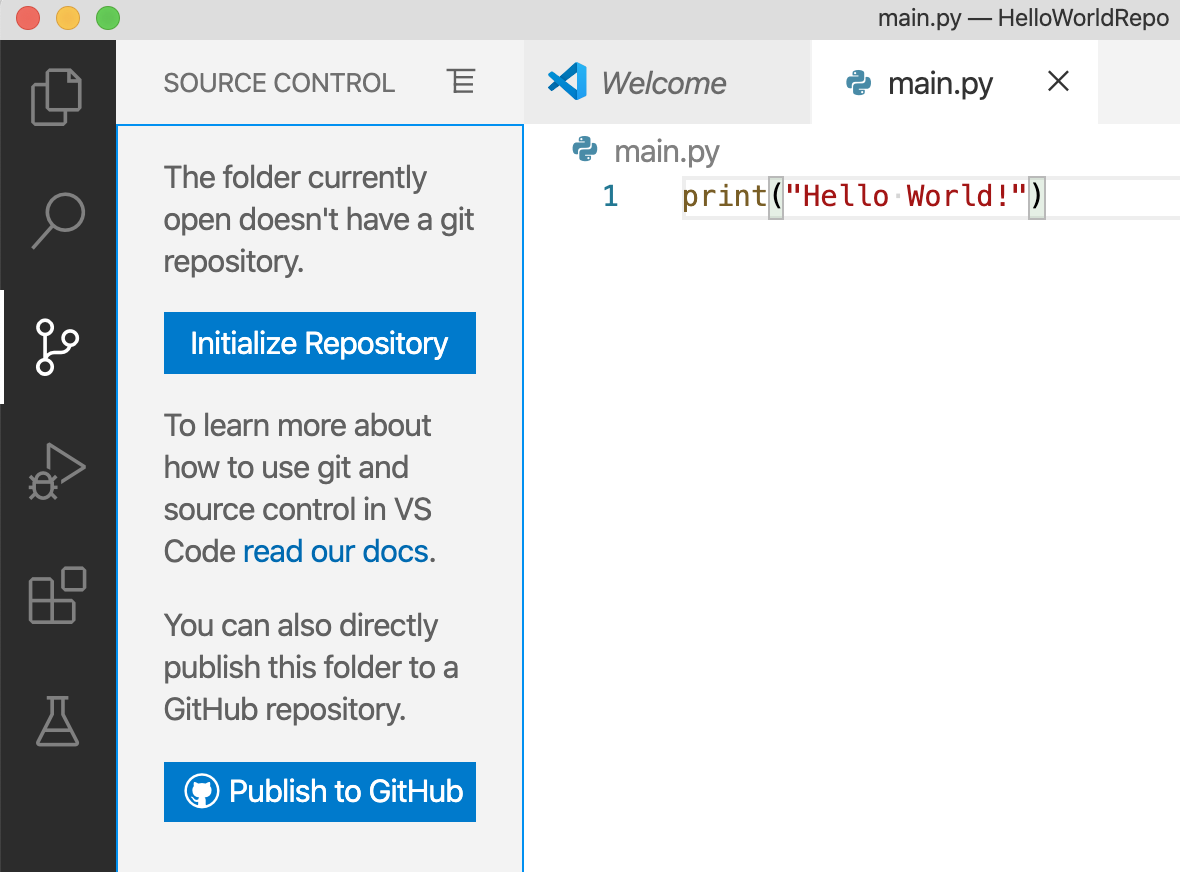 main.py — HelloWorldRepo
SOURCE CONTROL
Welcome
main.py
The folder currently
open doesn't have a git
repository.
Initialize Repository
To learn more about
how to use git and
source control in VS
Code read our docs.
You can also directly
publish this folder to a
GitHub repository.
Publish to GitHub
main.py
1 print("Hello World!")